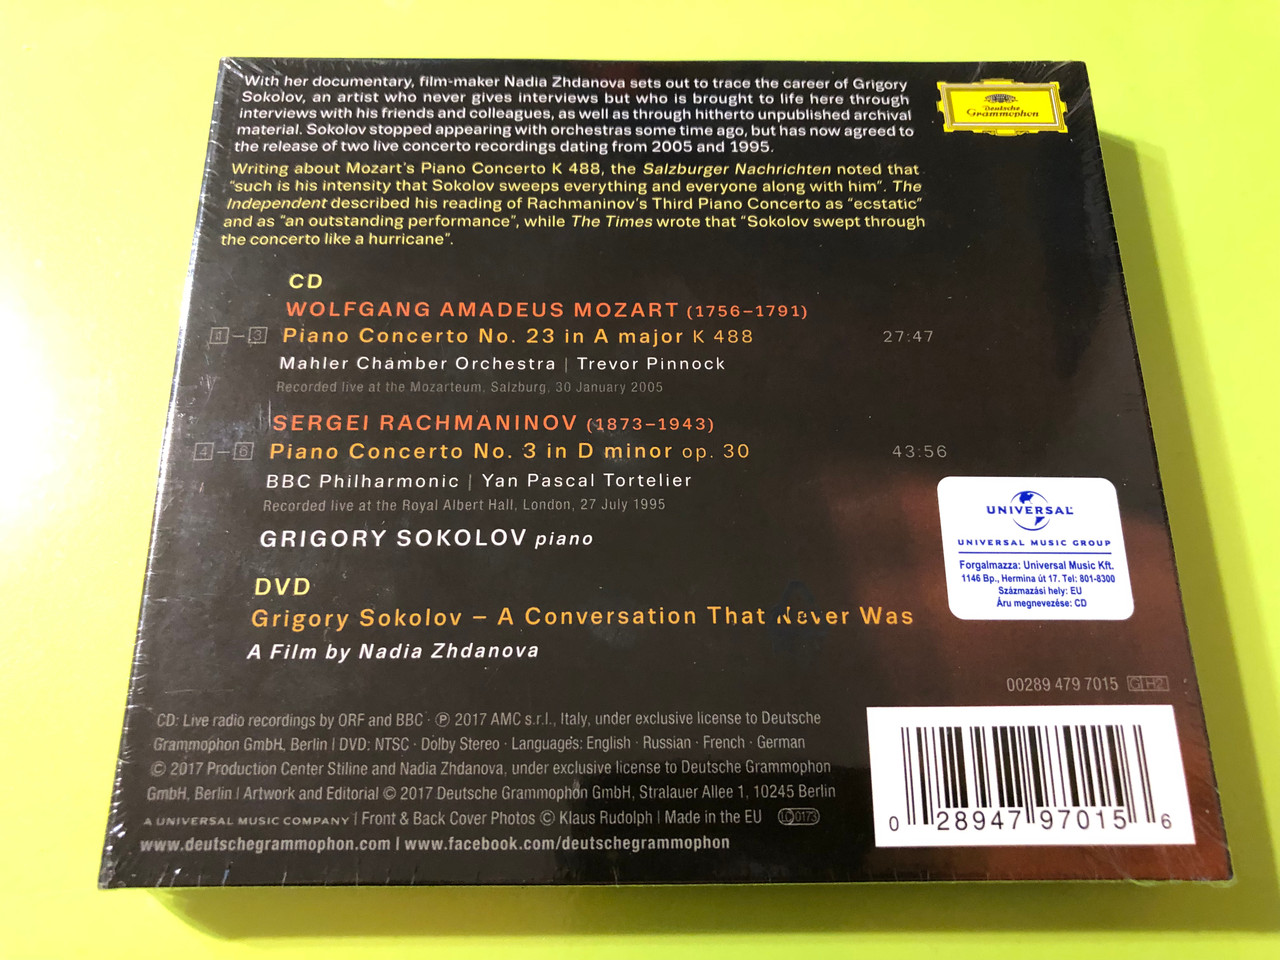 With her documentary, film-maker Nadia Zhdanova sets out to trace the career of Grigory
Sokolov, an artist who never gives interviews but who is brought to life here through
interviews with his friends and colleagues, as well as through hitherto unpublished archival
material. Sokolov stopped appearing with orchestras some time ago, but has now agreed to
the release of two live concerto recordings dating from 2005 and 1995.
Writing about Mozart's Piano Concerto K 488, the Salzburger Nachrichten noted that
"such is his intensity that Sokolov sweeps everything and everyone along with him". The
Independent described his reading of Rachmaninov's Third Piano Concerto as "ecstatic"
and as "an outstanding performance", while The Times wrote that "Sokolov swept through
the concerto like a hurricane".
Deutsche
Grammophon
CD
WOLFGANG AMADEUS MOZART (1756–1791)
1–3 Piano Concerto No. 23 in A major K 488 27:47
Mahler Chamber Orchestra | Trevor Pinnock
Recorded live at the Mozarteum, Salzburg, 30 January 2005
SERGEI RACHMANINOV (1873–1943)
4–6 Piano Concerto No. 3 in D minor op. 30 43:56
BBC Philharmonic | Yan Pascal Tortelier
Recorded live at the Royal Albert Hall, London, 27 July 1995
GRIGORY SOKOLOV piano
DVD
Grigory Sokolov – A Conversation That Never Was
A Film by Nadia Zhdanova
UNIVERSAL
UNIVERSAL MUSIC GROUP
Forgalmazza: Universal Music Kft.
1146 Bp., Hermina út 17. Tel: 801-8300
Származási hely: EU
Áru megnevezése: CD
00289 479 7015 GH2
CD: Live radio recordings by ORF and BBC · ℗ 2017 AMC s.r.l., Italy, under exclusive license to Deutsche
Grammophon GmbH, Berlin | DVD: NTSC · Dolby Stereo · Languages: English · Russian · French · German
© 2017 Production Center Stiline and Nadia Zhdanova, under exclusive license to Deutsche Grammophon
GmbH, Berlin | Artwork and Editorial © 2017 Deutsche Grammophon GmbH, Stralauer Allee 1, 10245 Berlin
A UNIVERSAL MUSIC COMPANY | Front & Back Cover Photos © Klaus Rudolph | Made in the EU LC 0173
www.deutschegrammophon.com | www.facebook.com/deutschegrammophon
0 28947 97015 6